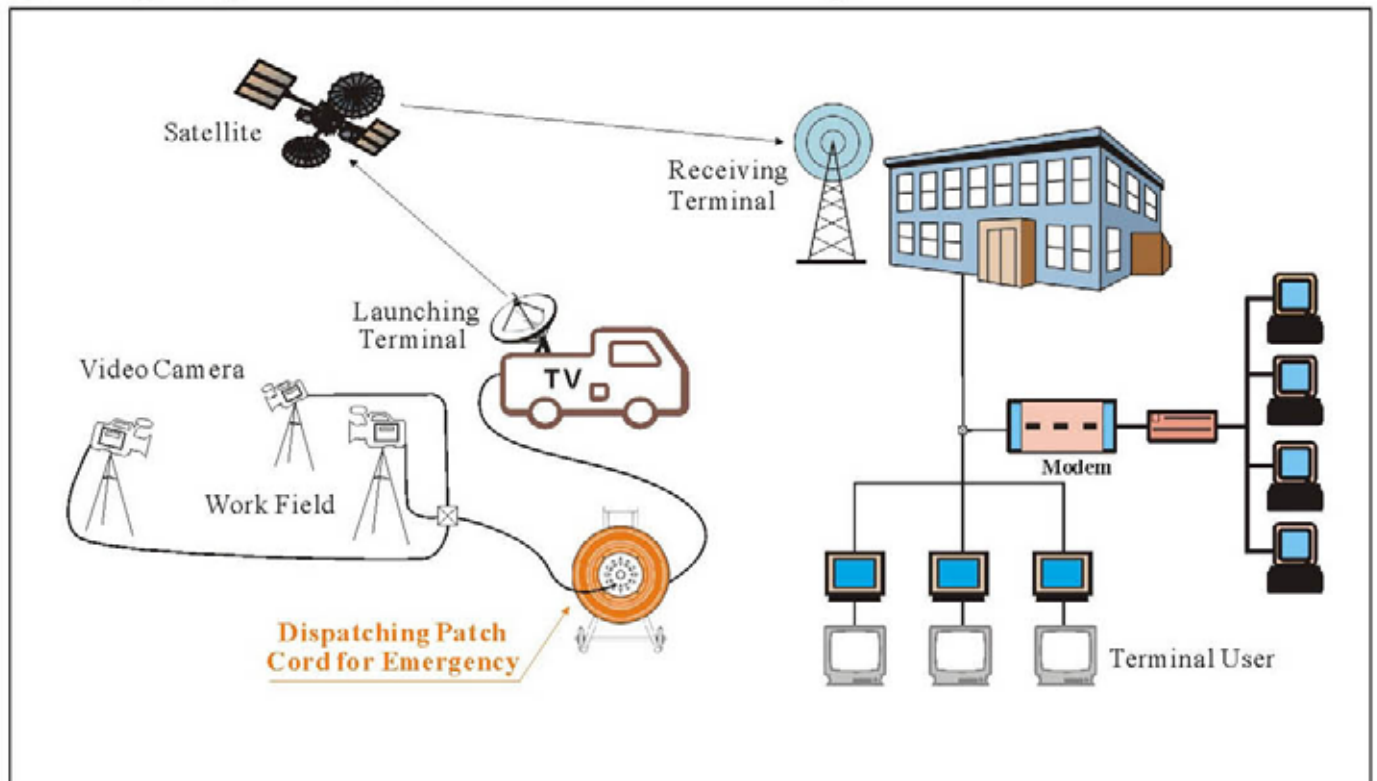 Satellite
Receiving
Terminal
Launching
Terminal
TV
Video Camera
Work Field
Modem
Dispatching Patch
Cord for Emergency
Terminal User